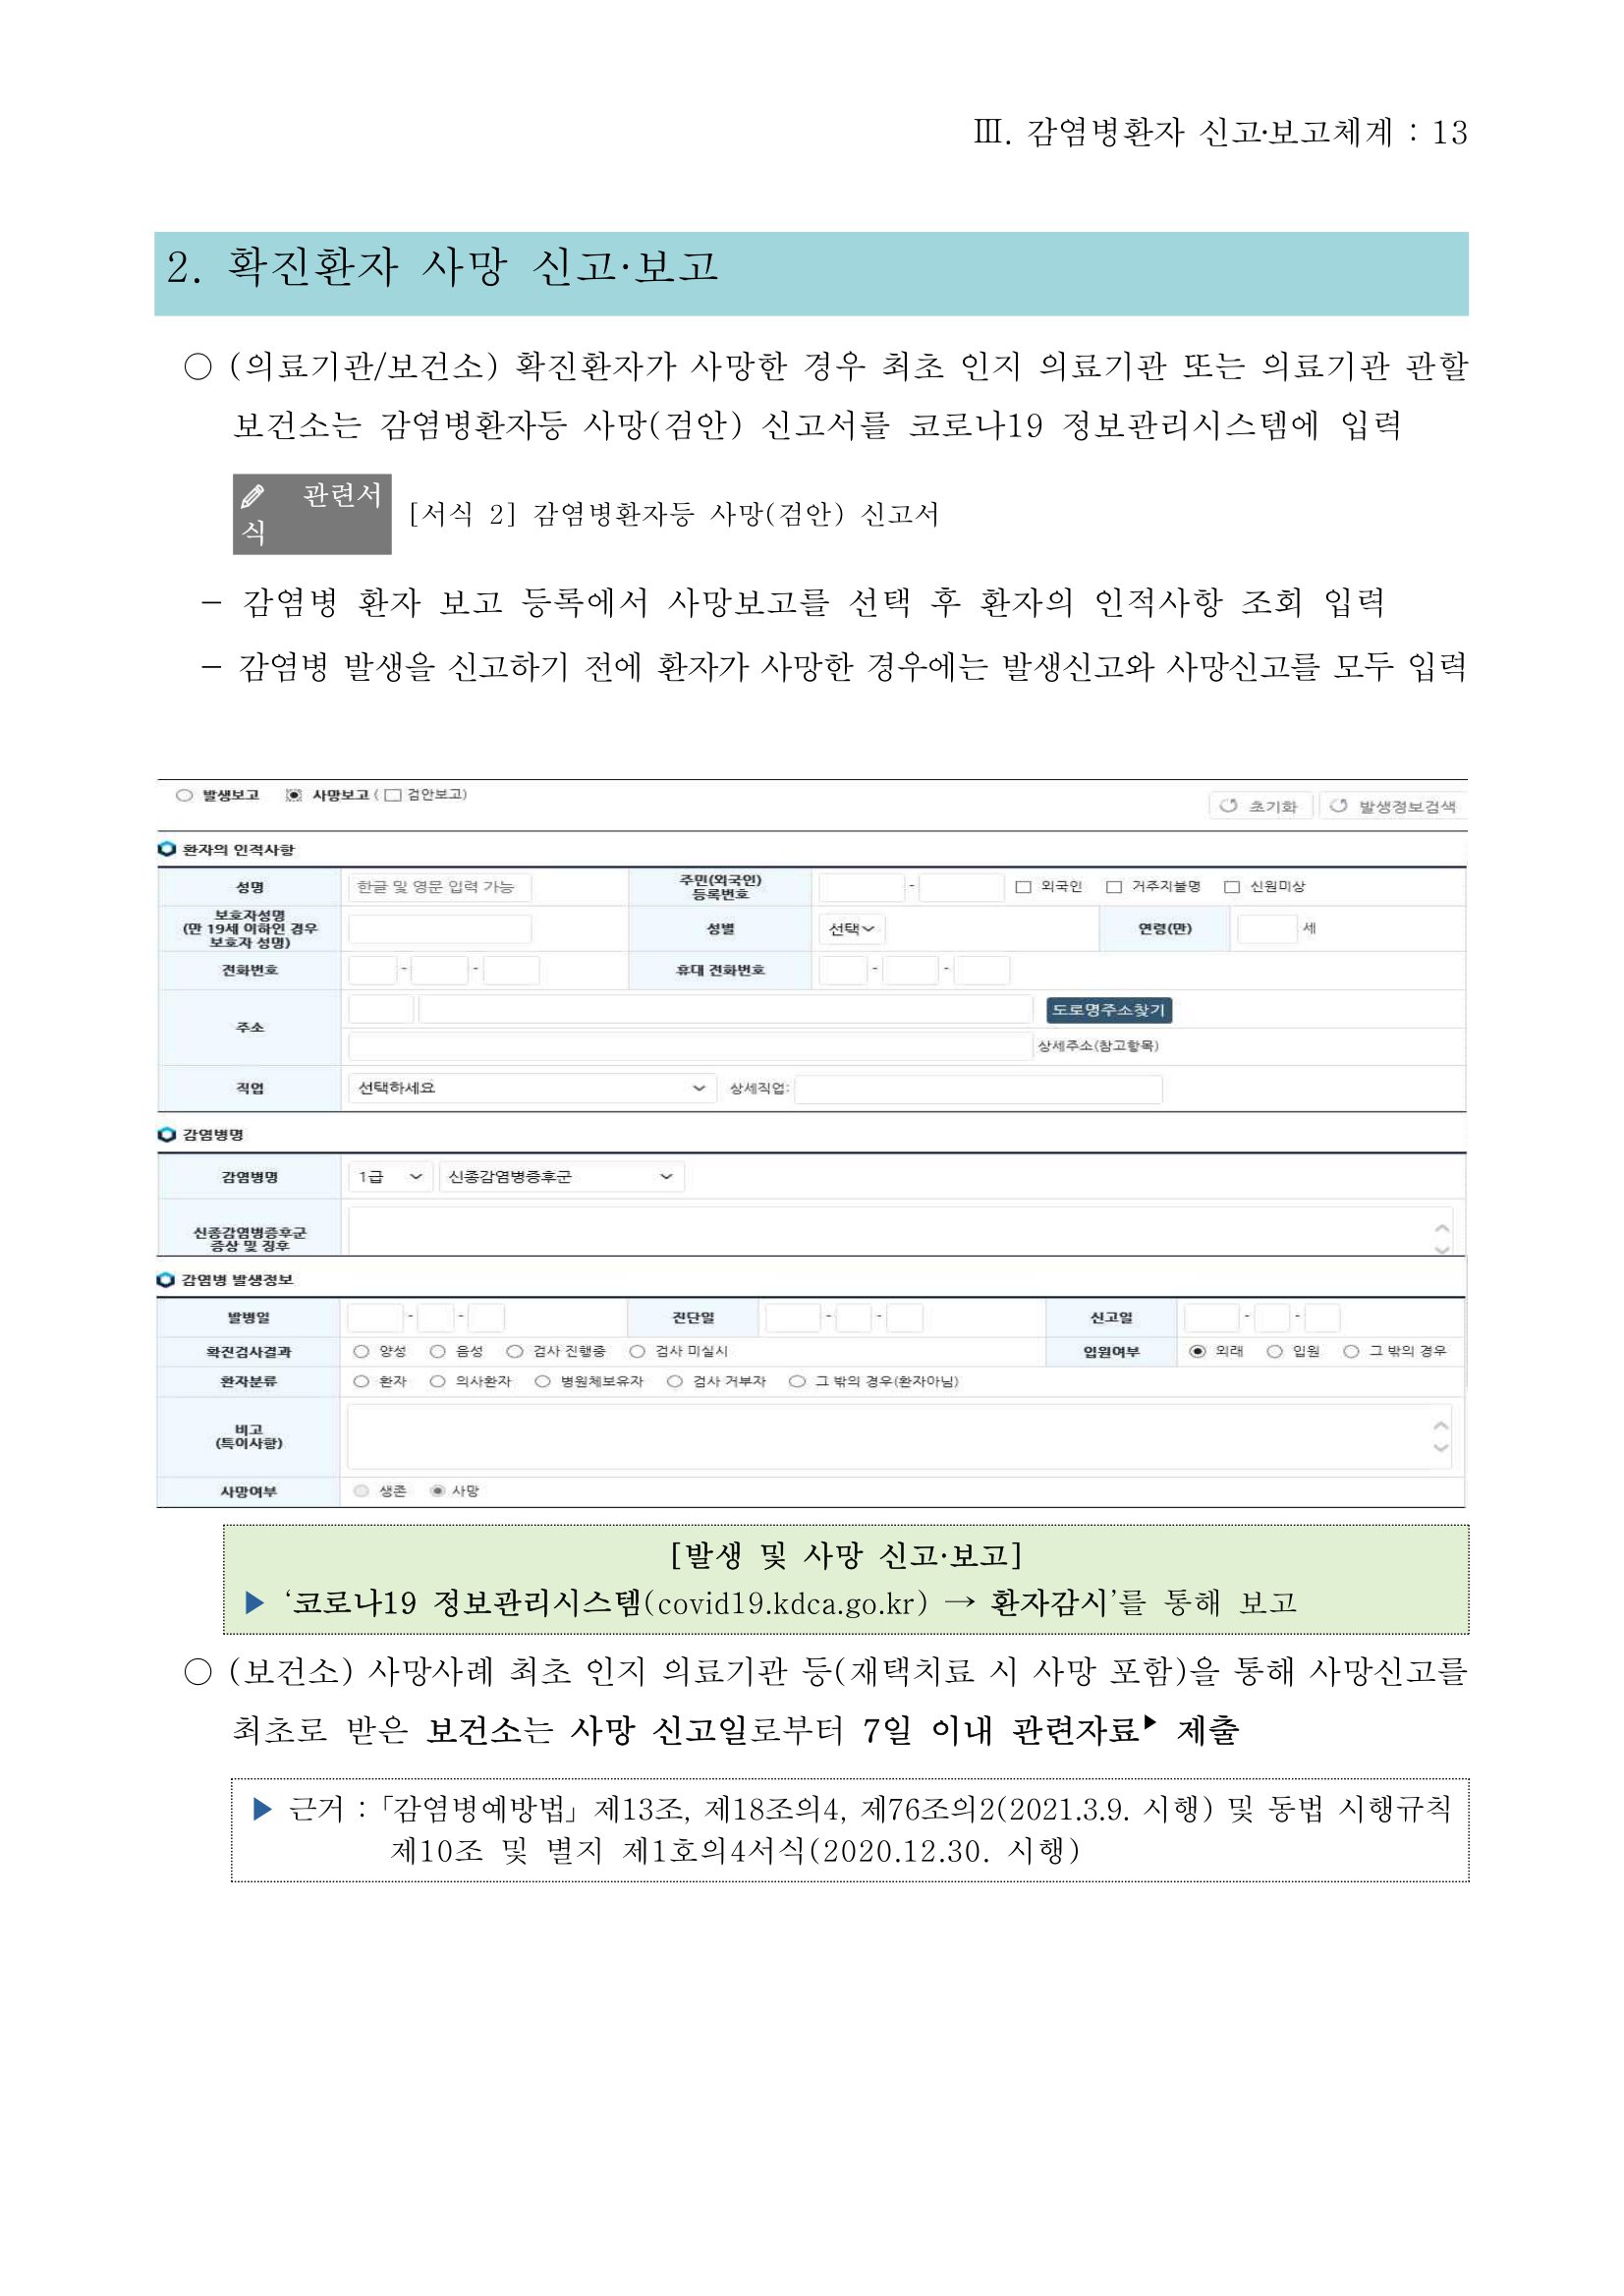 Ⅲ. 감염병환자 신고·보고체계 : 13
2. 확진환자 사망 신고·보고
○ (의료기관/보건소) 확진환자가 사망한 경우 최초 인지 의료기관 또는 의료기관 관할
보건소는 감염병환자등 사망(검안) 신고서를 코로나19 정보관리시스템에 입력
관련서
식
[서식 2] 감염병환자등 사망(검안) 신고서
- 감염병 환자 보고 등록에서 사망보고를 선택 후 환자의 인적사항 조회 입력
- 감염병 발생을 신고하기 전에 환자가 사망한 경우에는 발생신고와 사망신고를 모두 입력
발생보고 사망보고 ( 검안보고)
초기화 발생정보검색
환자의 인적사항
성명 한글 및 영문 입력 가능 주민(외국인) 등록번호 - 외국인 거주지불명 신원미상
보호자성명
(만 19세 이하인 경우
보호자 성명)
성별 선택 연령(만) 세
전화번호 - - 휴대 전화번호 - -
주소 도로명주소찾기
상세주소(참고항목)
직업 선택하세요 상세직업:
감염병명
감염병명 1급 신종감염병증후군
신종감염병증후군
증상 및 징후
감염병 발생정보
발병일 - - 진단일 - - 신고일 - -
확진검사결과 양성 음성 검사 진행중 검사 미실시 입원여부 외래 입원 그 밖의 경우
환자분류 환자 의사환자 병원체보유자 검사 거부자 그 밖의 경우(환자아님)
비고
(특이사항)
사망여부 생존 사망
[발생 및 사망 신고·보고]
▶ ‘코로나19 정보관리시스템(covid19.kdca.go.kr) → 환자감시’를 통해 보고
○ (보건소) 사망사례 최초 인지 의료기관 등(재택치료 시 사망 포함)을 통해 사망신고를
최초로 받은 보건소는 사망 신고일로부터 7일 이내 관련자료▶ 제출
▶ 근거 :「감염병예방법」제13조, 제18조의4, 제76조의2(2021.3.9. 시행) 및 동법 시행규칙
제10조 및 별지 제1호의4서식(2020.12.30. 시행)